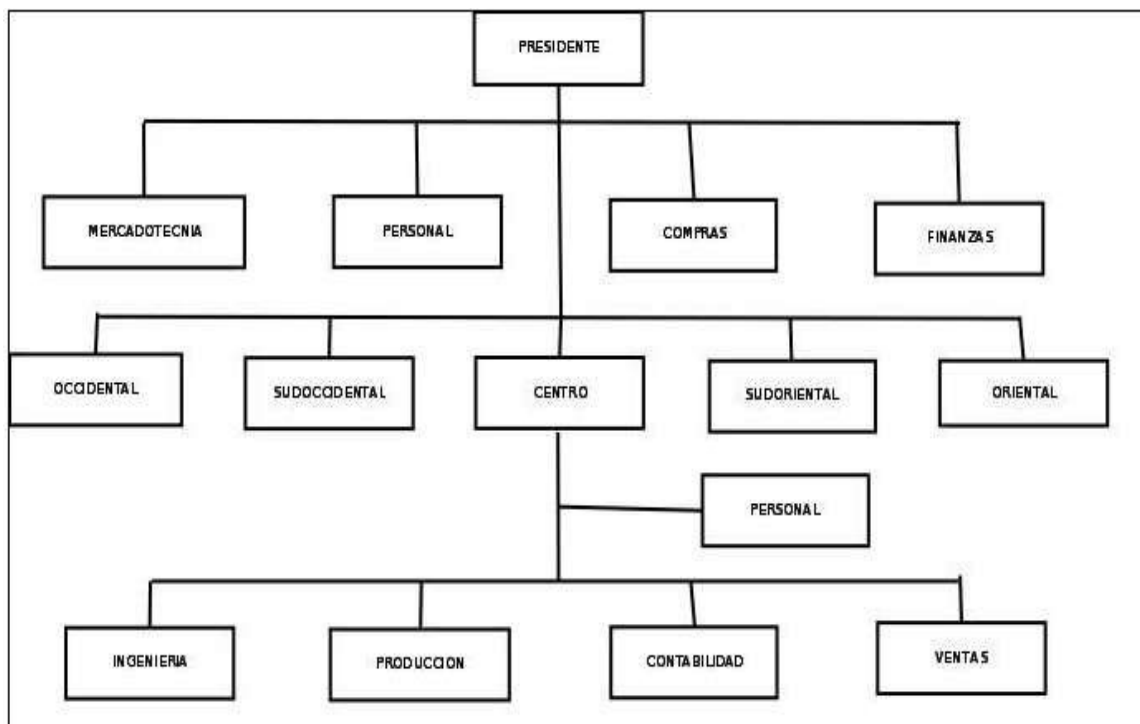 PRESIDENTE
MERCADOTECNIA
PERSONAL
COMPRAS
FINANZAS
OCCIDENTAL
SUDOCCIDENTAL
CENTRO
SUDORIENTAL
ORIENTAL
PERSONAL
INGENIERIA
PRODUCCION
CONTABILIDAD
VENTAS